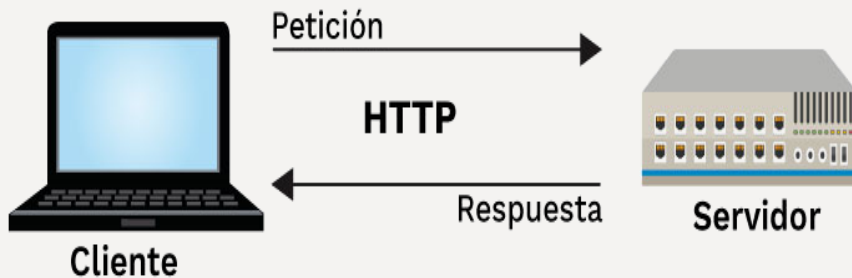 Petición
HTTP
Respuesta
Cliente
Servidor